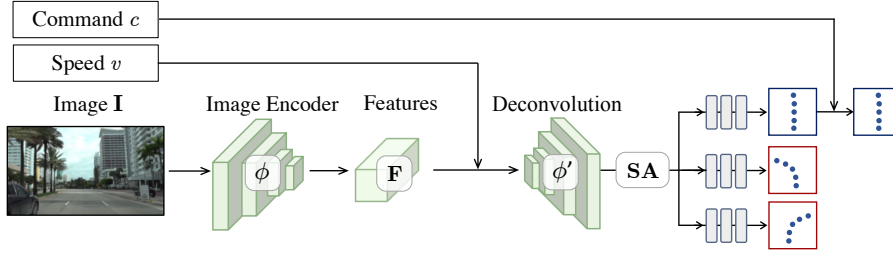 Command c
Speed v
Image I
Image Encoder
Features
Deconvolution
ϕ
F
ϕ′
SA